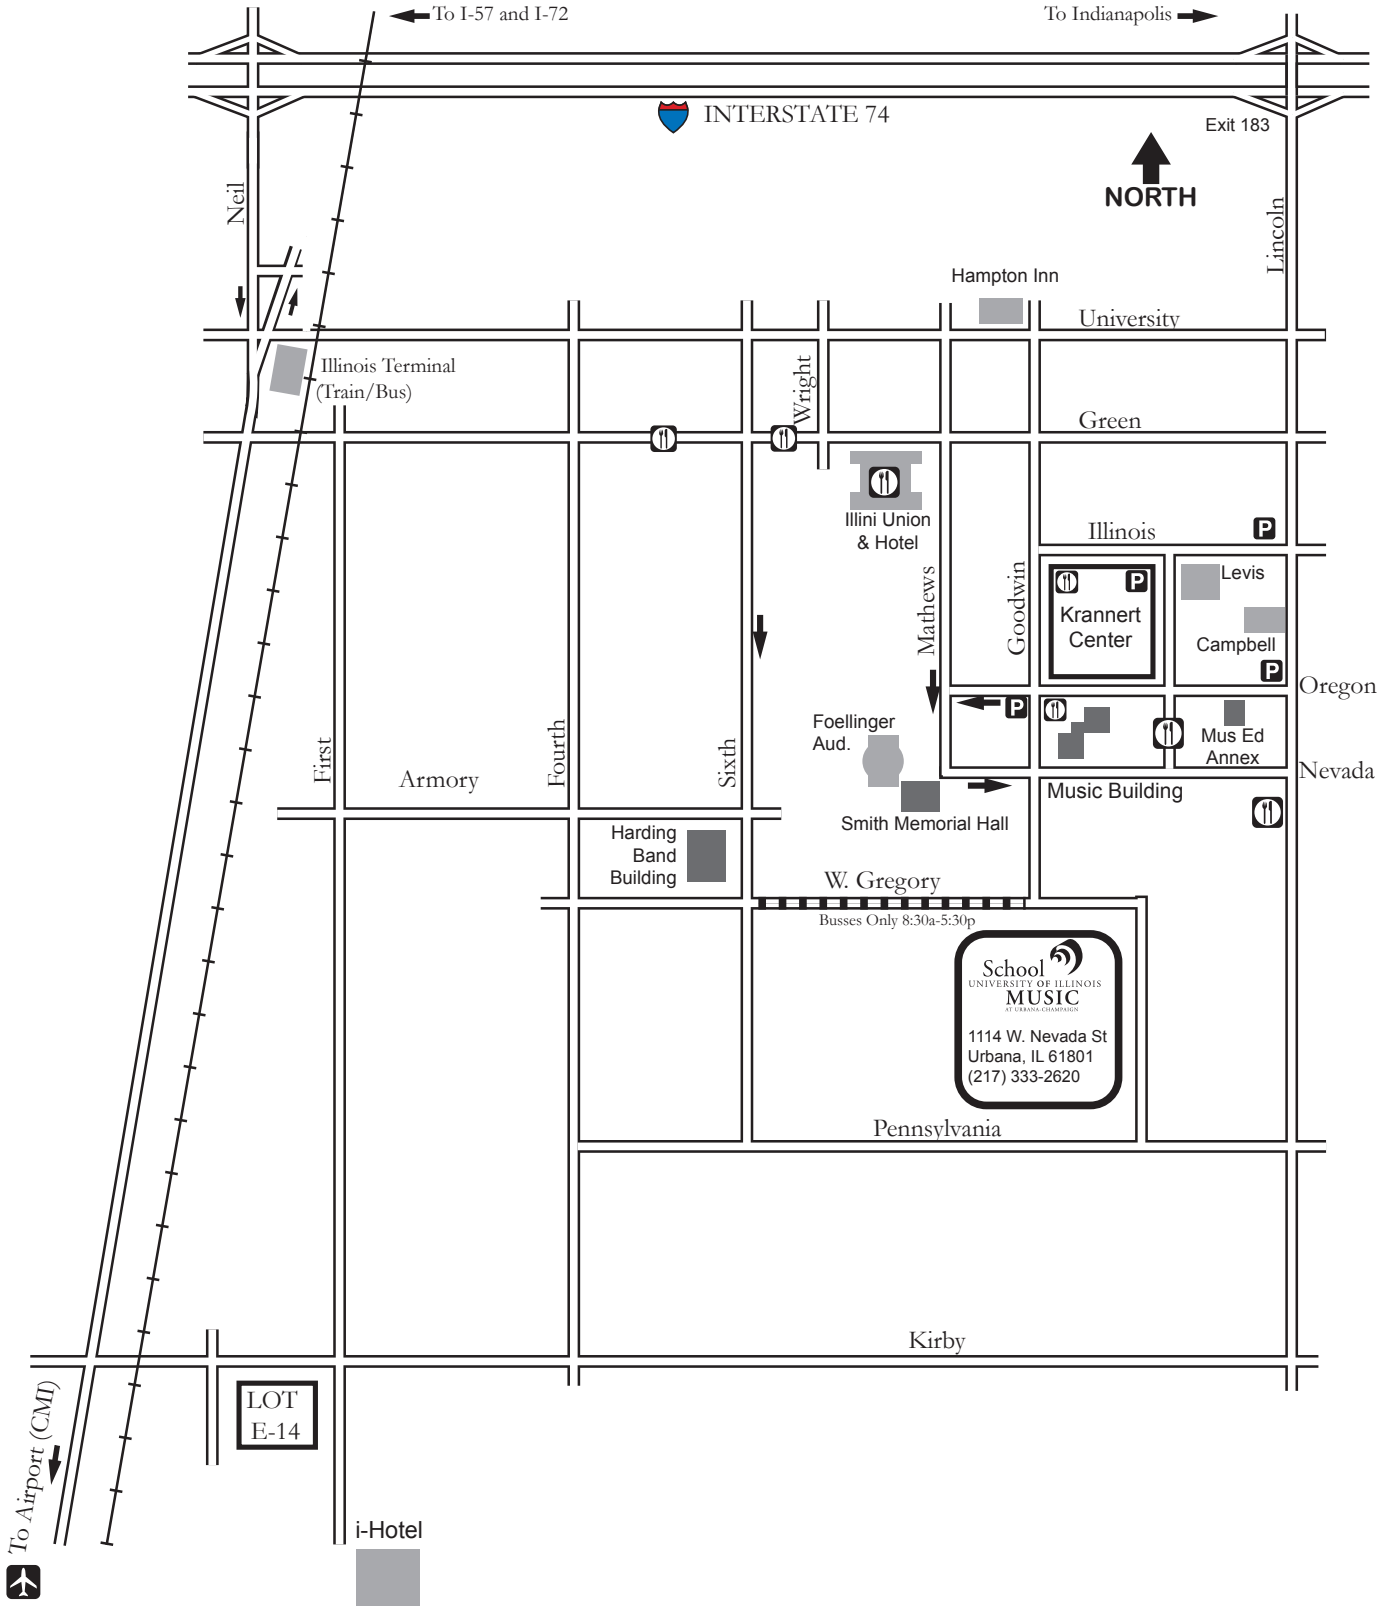 To I-57 and I-72
To Indianapolis
INTERSTATE 74
Exit 183
NORTH
Neil
Lincoln
Hampton Inn
University
Illinois Terminal
(Train/Bus)
Wright
Green
Illini Union
& Hotel
Illinois
P
Levis
P
Krannert
Center
Campbell
Mathews
Goodwin
P
Oregon
P
Foellinger
Aud.
Mus Ed
Annex
First
Fourth
Sixth
Armory
Nevada
Music Building
Smith Memorial Hall
Harding
Band
Building
W. Gregory
Busses Only 8:30a-5:30p
School
UNIVERSITY OF ILLINOIS
MUSIC
AT URBANA-CHAMPAIGN
1114 W. Nevada St
Urbana, IL 61801
(217) 333-2620
Pennsylvania
Kirby
LOT
E-14
To Airport (CMI)
i-Hotel